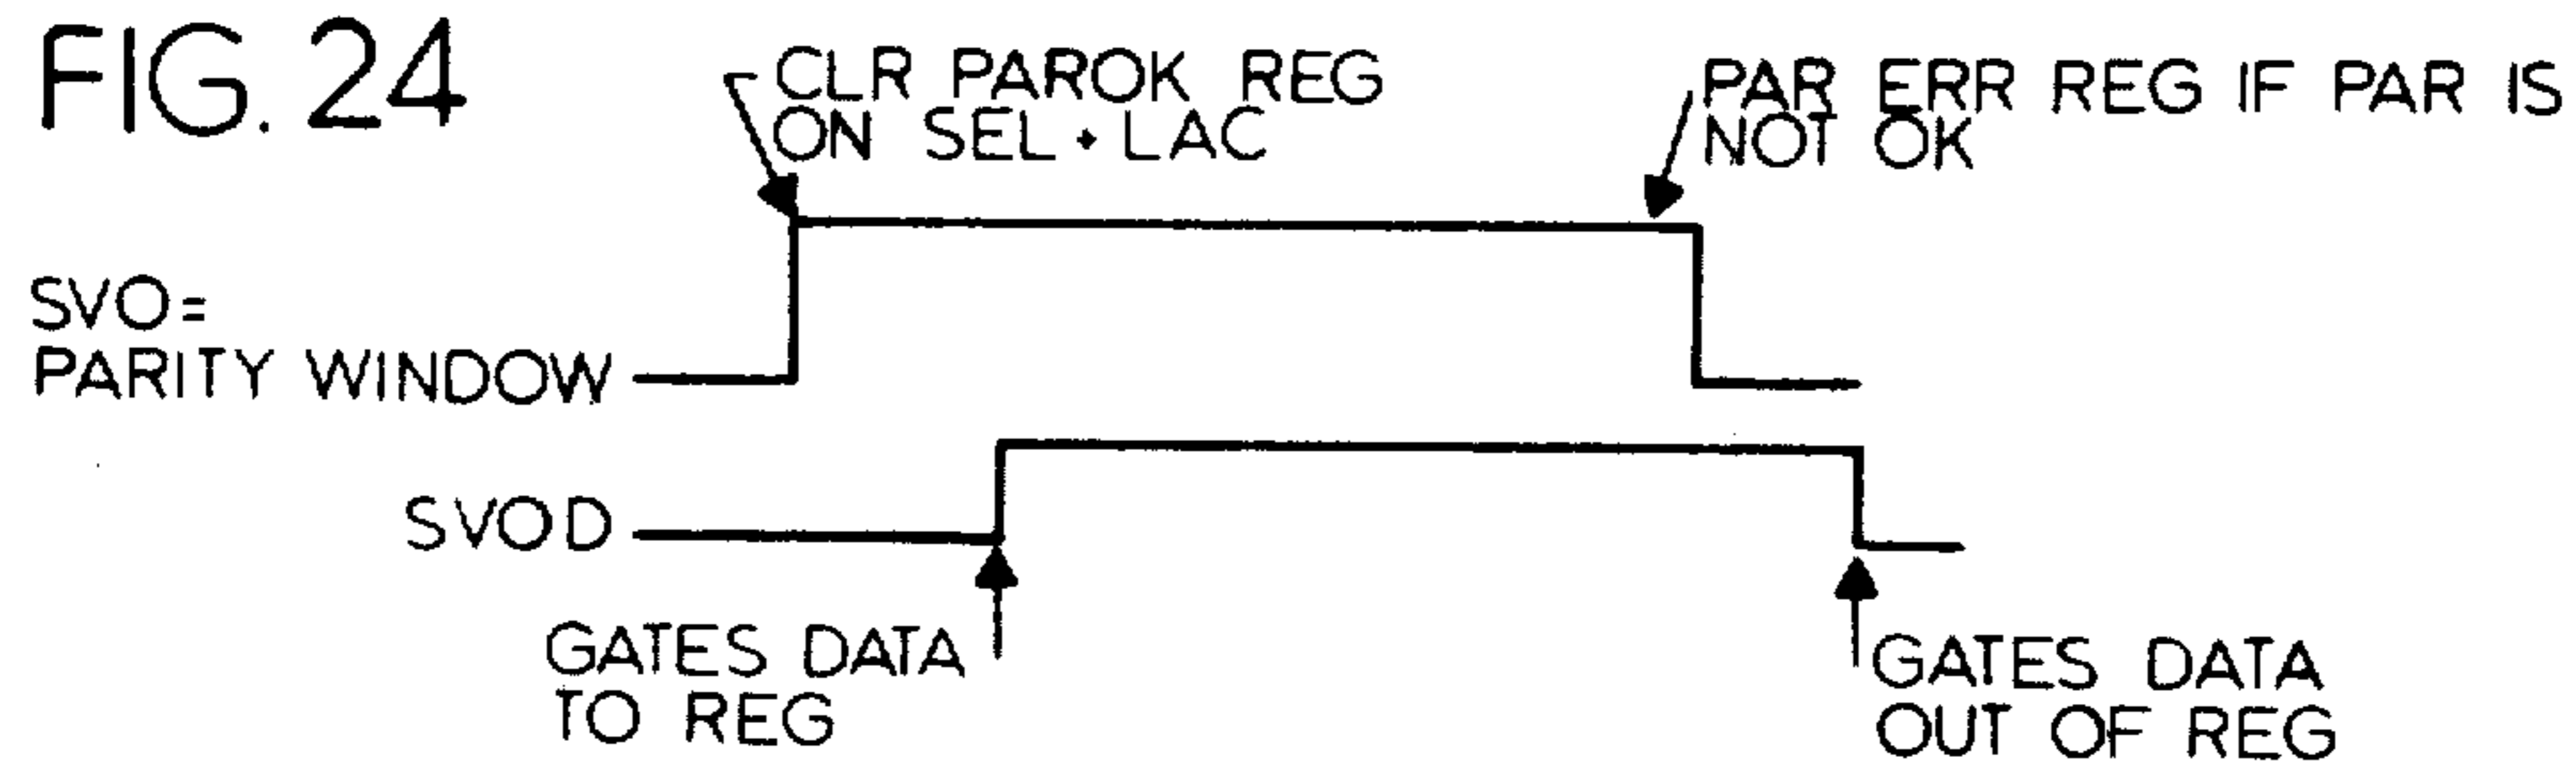 FIG. 24
CLR PAROK REG
ON SEL • LAC
PAR ERR REG IF PAR IS
NOT OK
SVO=
PARITY WINDOW
SVOD
GATES DATA
TO REG
GATES DATA
OUT OF REG